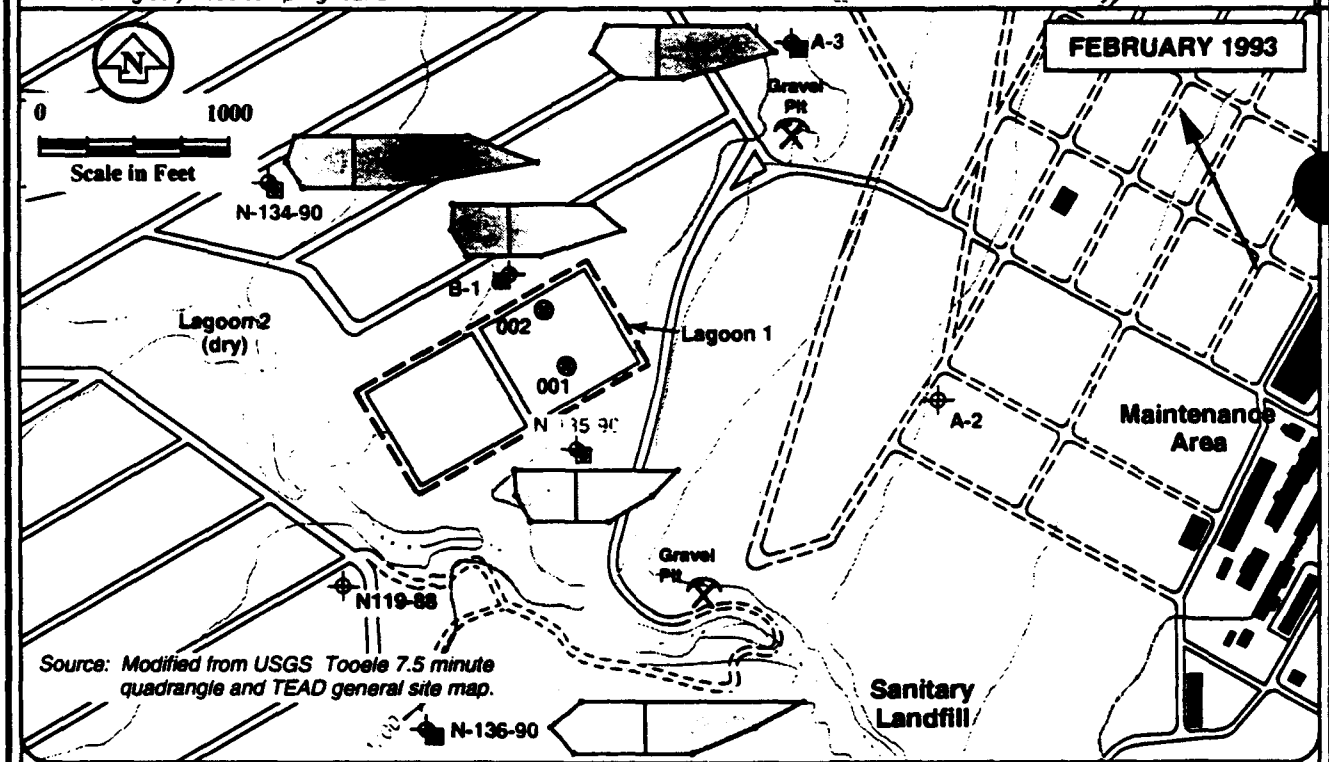 FEBRUARY 1993
N
0 1000
Scale in Feet
A-3
Gravel
Pit
N-134-90
B-1
002
Lagoon 1
Lagoon 2
(dry)
001
A-2
Maintenance
Area
Gravel
Pit
N119-88
Source: Modified from USGS Tooele 7.5 minute
quadrangle and TEAD general site map.
N-136-90
Sanitary
Landfill